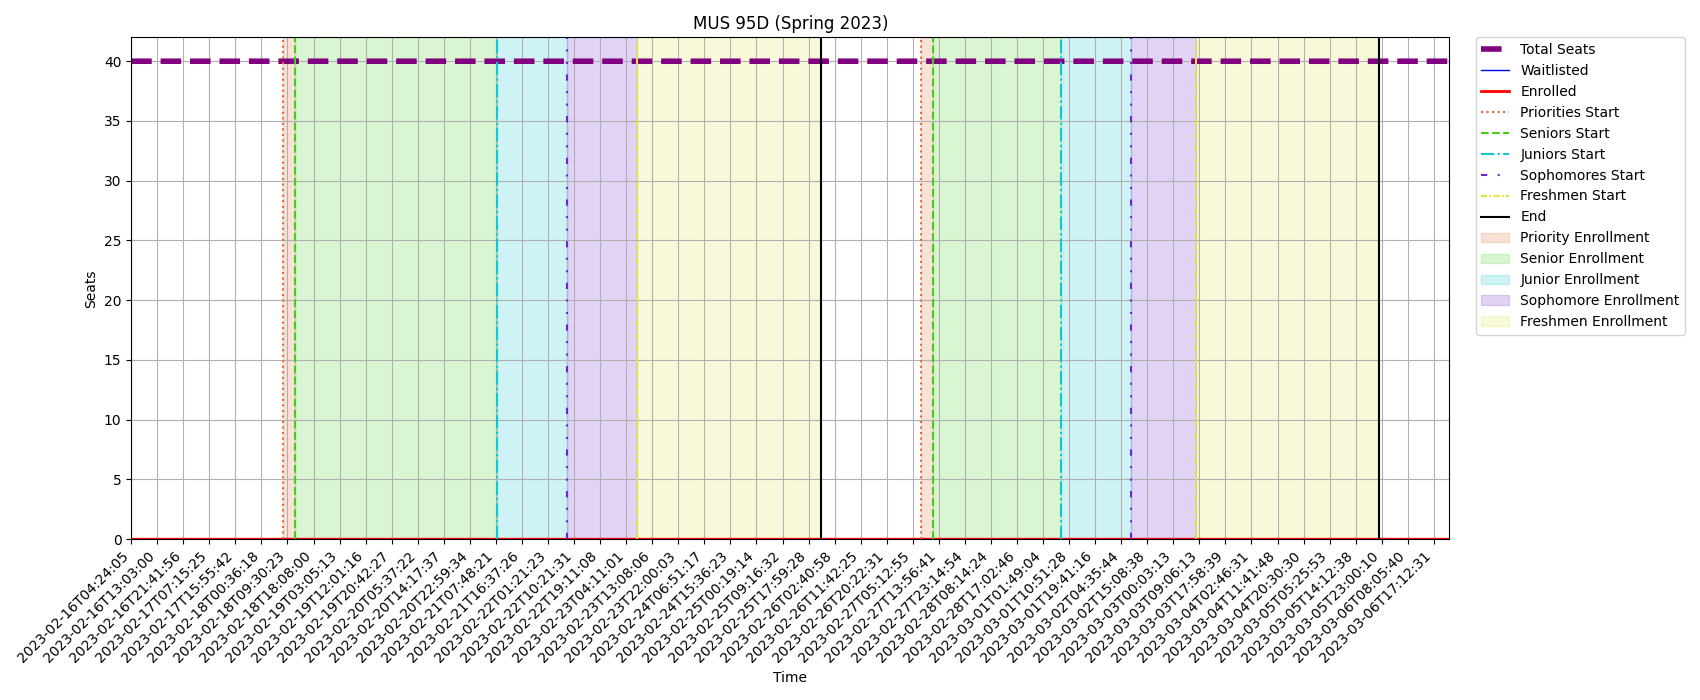 MUS 95D (Spring 2023)
Seats
40
35
30
25
20
15
10
5
0
2023-02-16T04:24:05
2023-02-16T13:03:00
2023-02-16T21:41:56
2023-02-17T07:15:25
2023-02-17T15:55:42
2023-02-18T00:36:18
2023-02-18T09:30:23
2023-02-18T18:08:00
2023-02-19T03:05:13
2023-02-19T12:01:16
2023-02-19T20:42:27
2023-02-20T05:37:22
2023-02-20T14:17:37
2023-02-20T22:59:34
2023-02-21T07:48:21
2023-02-21T16:37:26
2023-02-22T01:21:23
2023-02-22T10:21:31
2023-02-22T19:11:08
2023-02-23T04:11:01
2023-02-23T13:08:06
2023-02-23T22:00:03
2023-02-24T06:51:17
2023-02-24T15:36:23
2023-02-25T00:19:14
2023-02-25T09:16:32
2023-02-25T17:59:28
2023-02-26T02:40:58
2023-02-26T11:42:25
2023-02-26T20:22:31
2023-02-27T05:12:55
2023-02-27T13:56:41
2023-02-27T23:14:54
2023-02-28T08:14:24
2023-02-28T17:02:46
2023-03-01T01:49:04
2023-03-01T10:51:28
2023-03-01T19:41:16
2023-03-02T04:35:44
2023-03-02T15:08:38
2023-03-03T00:03:13
2023-03-03T09:06:13
2023-03-03T17:58:39
2023-03-04T02:46:31
2023-03-04T11:41:48
2023-03-04T20:30:30
2023-03-05T05:25:53
2023-03-05T14:12:38
2023-03-05T23:00:10
2023-03-06T08:05:40
2023-03-06T17:12:31
Time
Total Seats
Waitlisted
Enrolled
Priorities Start
Seniors Start
Juniors Start
Sophomores Start
Freshmen Start
End
Priority Enrollment
Senior Enrollment
Junior Enrollment
Sophomore Enrollment
Freshmen Enrollment